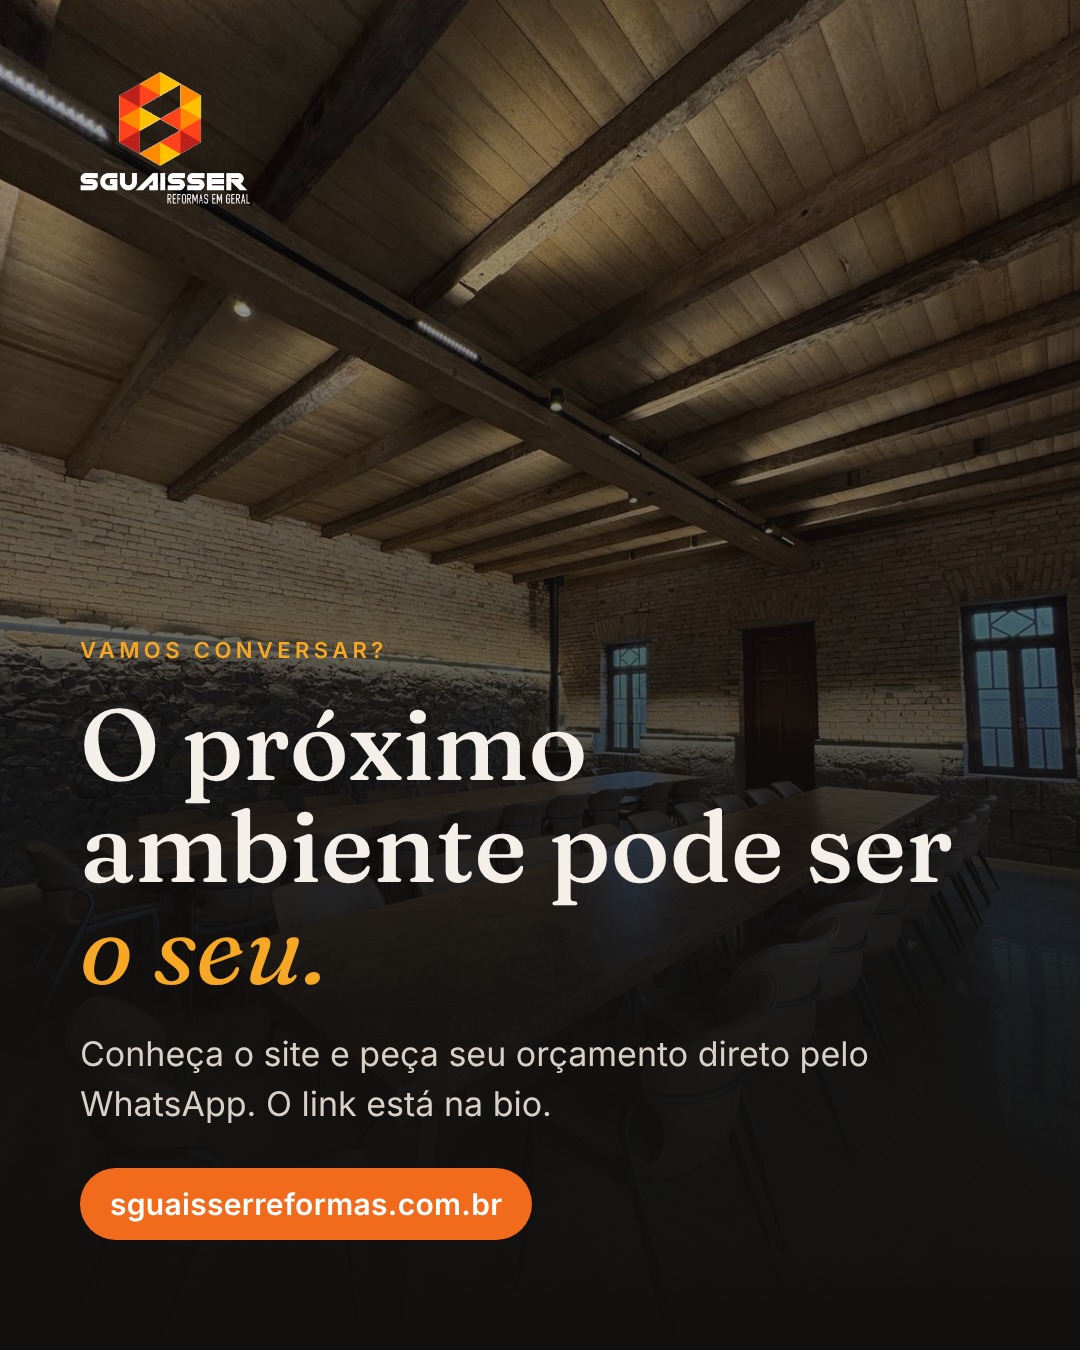 SGUAISSER
REFORMAS EM GERAL
VAMOS CONVERSAR?
O próximo
ambiente pode ser
o seu.
Conheça o site e peça seu orçamento direto pelo
WhatsApp. O link está na bio.
sguaisserreformas.com.br